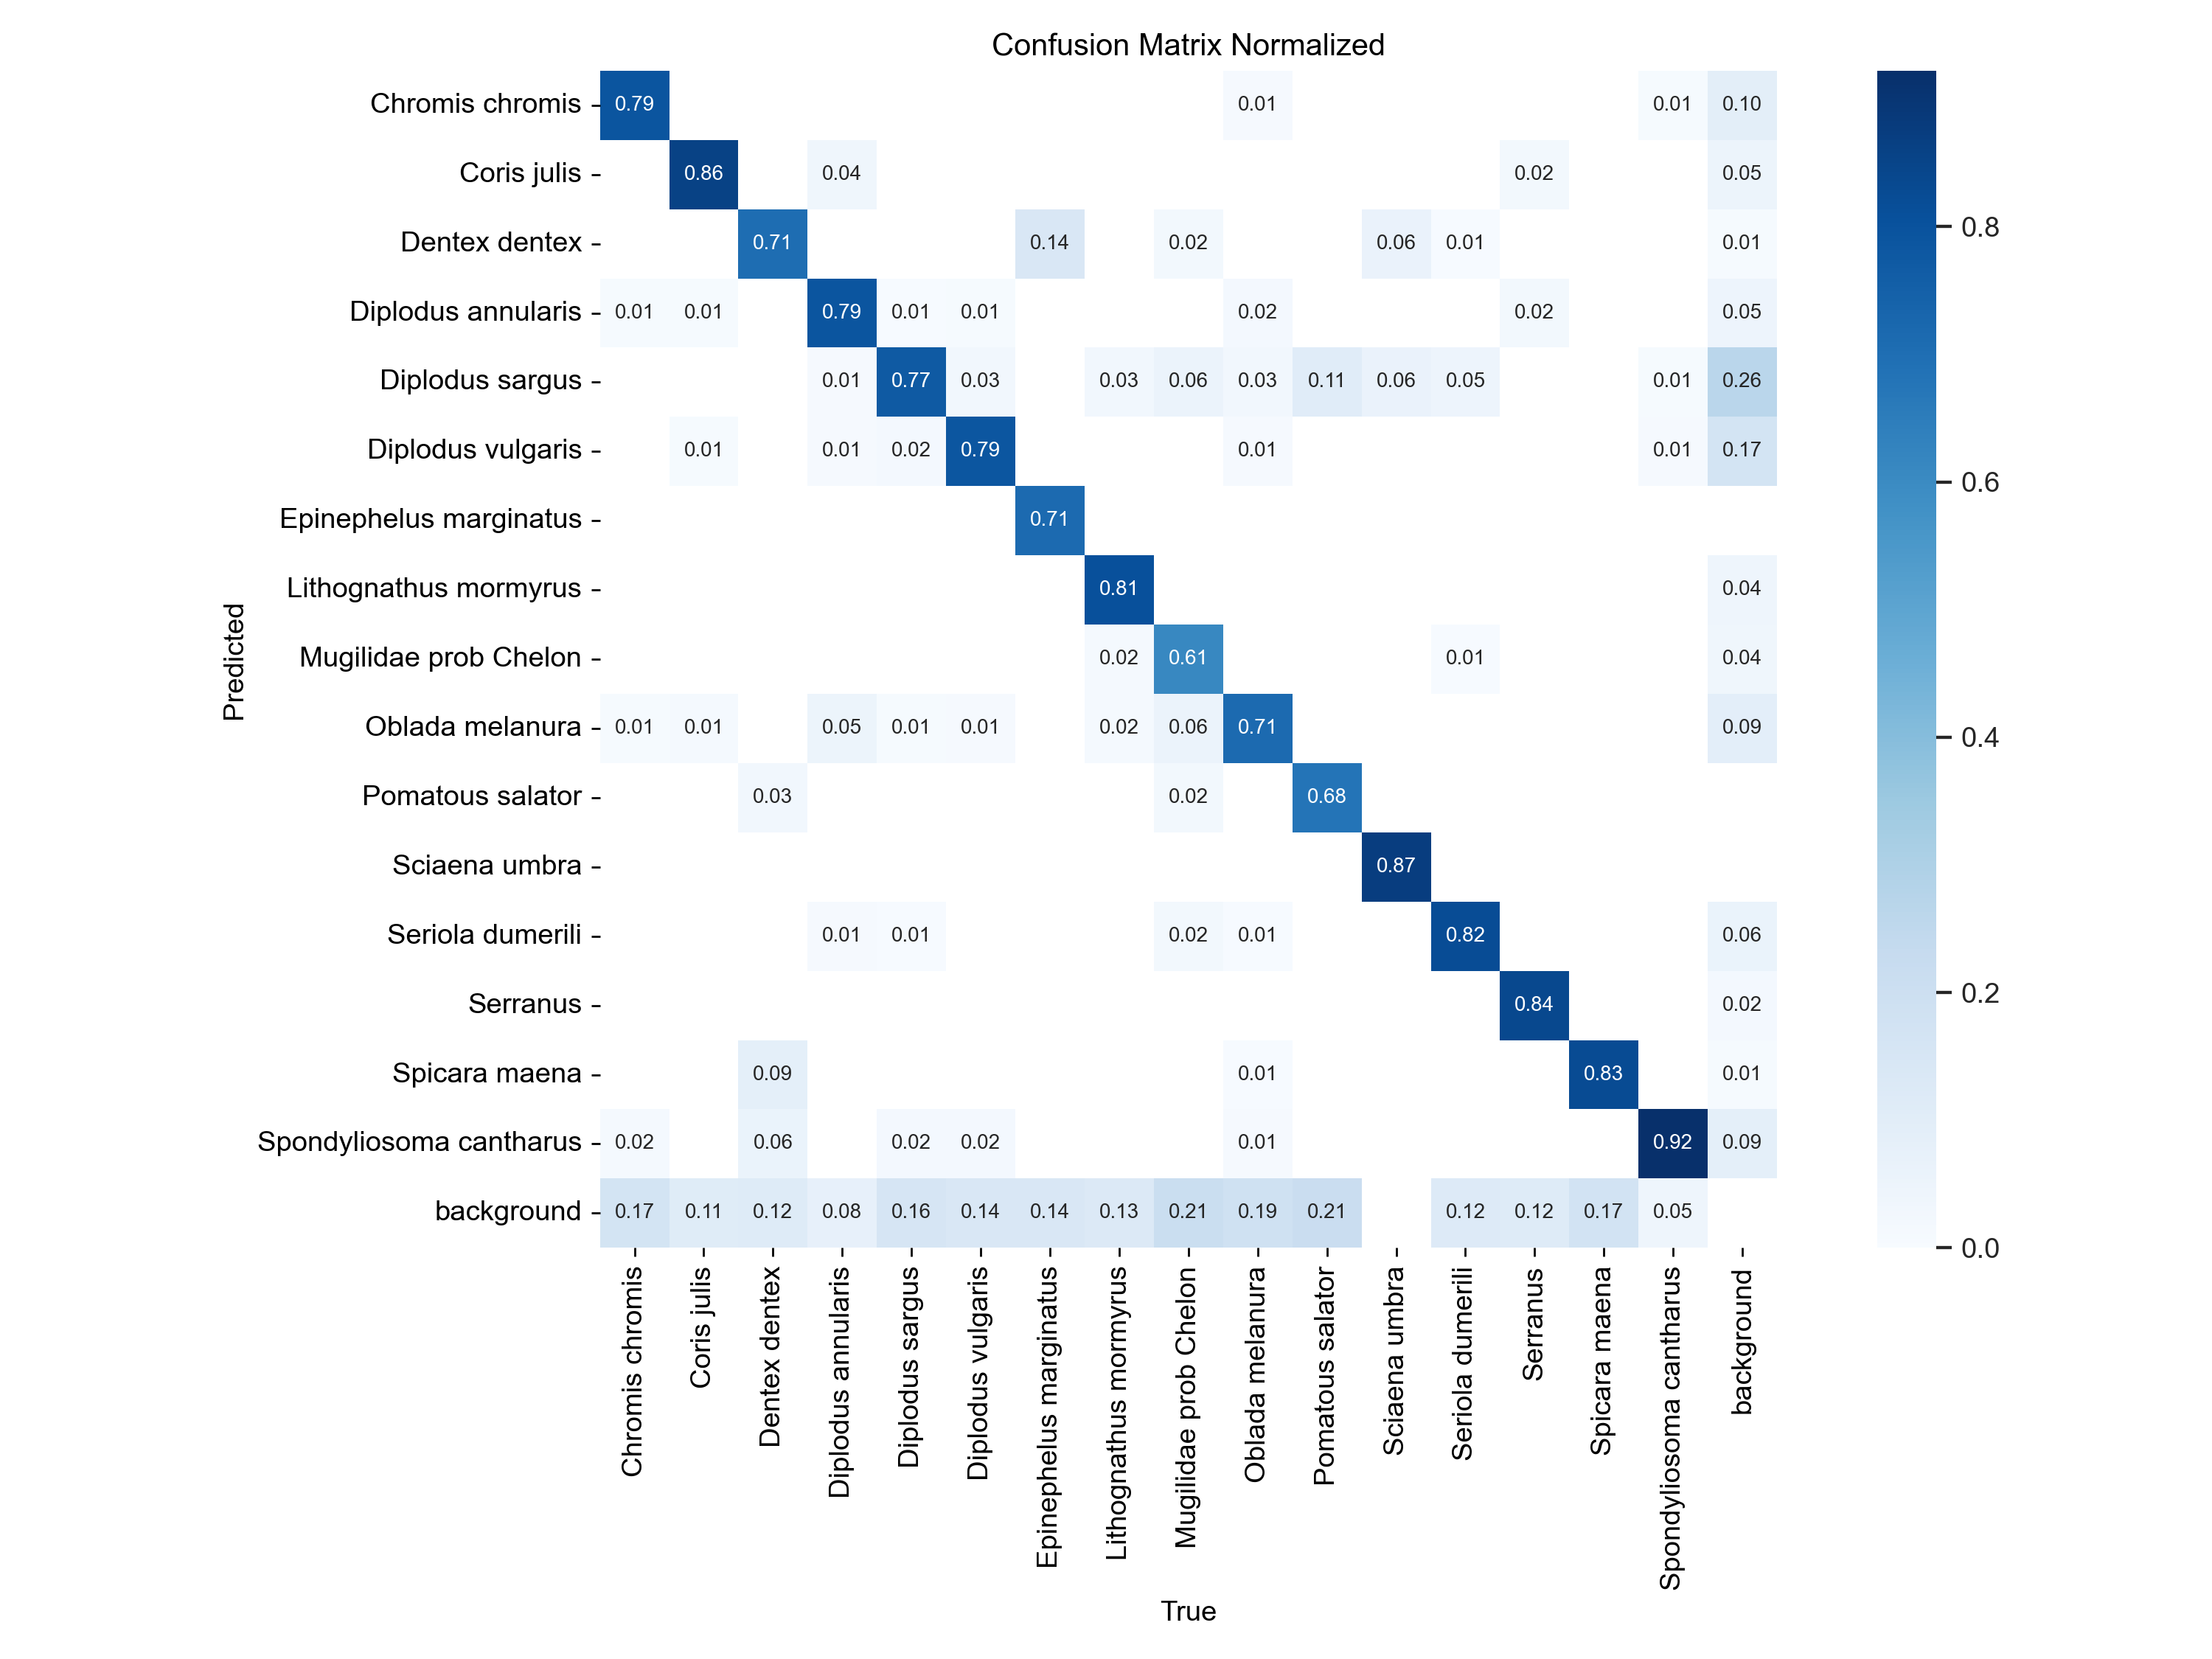 Confusion Matrix Normalized
Chromis chromis 0.79 0.01 0.01 0.10
Coris julis 0.86 0.04 0.02 0.05
Dentex dentex 0.71 0.14 0.02 0.06 0.01 0.01
Diplodus annularis 0.01 0.01 0.79 0.01 0.01 0.02 0.02 0.05
Diplodus sargus 0.01 0.77 0.03 0.03 0.06 0.03 0.11 0.06 0.05 0.01 0.26
Diplodus vulgaris 0.01 0.01 0.02 0.79 0.01 0.01 0.17
Epinephelus marginatus 0.71
Lithognathus mormyrus 0.81 0.04
Mugilidae prob Chelon 0.02 0.61 0.01 0.04
Oblada melanura 0.01 0.01 0.05 0.01 0.01 0.02 0.06 0.71 0.09
Pomatous salator 0.03 0.02 0.68
Sciaena umbra 0.87
Seriola dumerili 0.01 0.01 0.02 0.01 0.82 0.06
Serranus 0.84 0.02
Spicara maena 0.09 0.01 0.83 0.01
Spondyliosoma cantharus 0.02 0.06 0.02 0.02 0.01 0.92 0.09
background 0.17 0.11 0.12 0.08 0.16 0.14 0.14 0.13 0.21 0.19 0.21 0.12 0.12 0.17 0.05
Predicted
Chromis chromis
Coris julis
Dentex dentex
Diplodus annularis
Diplodus sargus
Diplodus vulgaris
Epinephelus marginatus
Lithognathus mormyrus
Mugilidae prob Chelon
Oblada melanura
Pomatous salator
Sciaena umbra
Seriola dumerili
Serranus
Spicara maena
Spondyliosoma cantharus
background
True
0.8
0.6
0.4
0.2
0.0